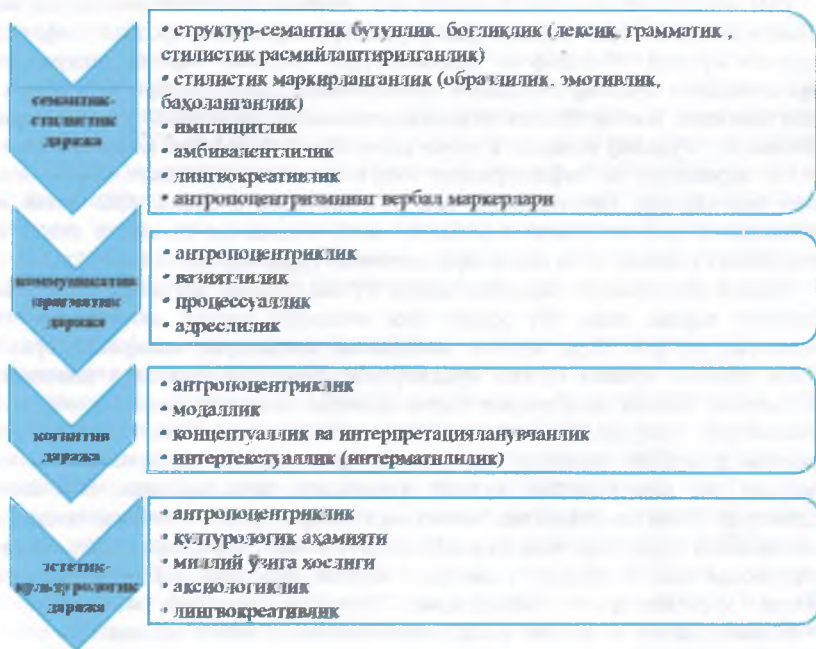 семантик-
стилистик
даража
• структур-семантик бутунлик, боғлиқлик (лексик, грамматик ,
стилистик расмийлаштирилганлик)
• стилистик маркирланганлик (образлилик, эмотивлик,
баҳоланганлик)
• имплицитлик
• амбивалентлилик
• лингвокреативлик
• антропоцентризмнинг вербал маркерлари
коммуникатив
прагматик
даража
• антропоцентриклик
• вазиятлилик
• процессуаллик
• адреслилик
когнитив
даража
• антропоцентриклик
• модаллик
• концептуаллик ва интерпретацияланувчанлик
• интертекстуаллик (интерматнлилик)
эстетик-
культурологик
даража
• антропоцентриклик
• културологик аҳамияти
• миллий ўзига хослиги
• аксиологиклик
• лингвокреативлик